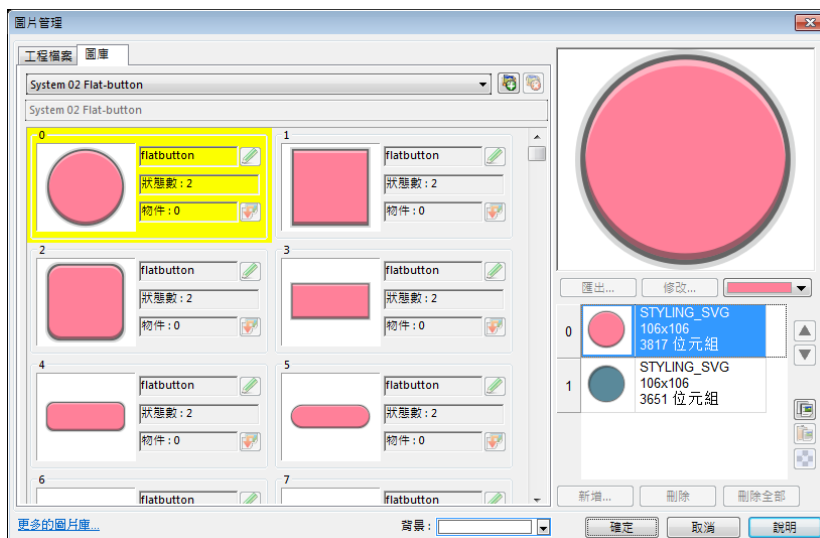 圖片管理
工程檔案
圖庫
System 02 Flat-button
System 02 Flat-button
0
flatbutton
狀態數 : 2
物件 : 0
1
flatbutton
狀態數 : 2
物件 : 0
2
flatbutton
狀態數 : 2
物件 : 0
3
flatbutton
狀態數 : 2
物件 : 0
4
flatbutton
狀態數 : 2
物件 : 0
5
flatbutton
狀態數 : 2
物件 : 0
6
flatbutton
7
flatbutton
匯出...
修改...
0
STYLING_SVG
106x106
3817 位元組
1
STYLING_SVG
106x106
3651 位元組
新增...
刪除
刪除全部
更多的圖片庫...
背景 :
確定
取消
說明